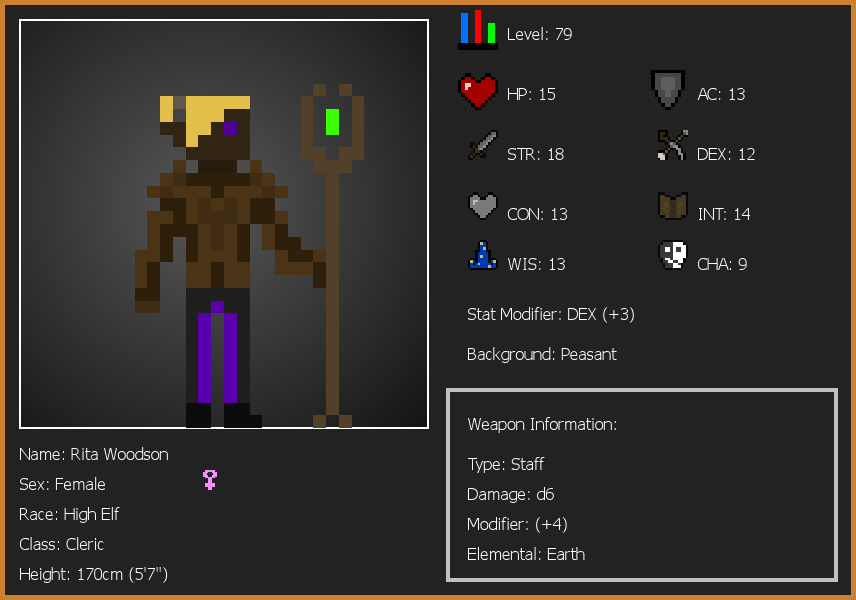 Level: 79
HP: 15
AC: 13
STR: 18
DEX: 12
CON: 13
INT: 14
WIS: 13
CHA: 9
Stat Modifier: DEX (+3)
Background: Peasant
Weapon Information:
Type: Staff
Damage: d6
Modifier: (+4)
Elemental: Earth
Name: Rita Woodson
Sex: Female
Race: High Elf
Class: Cleric
Height: 170cm (5'7")